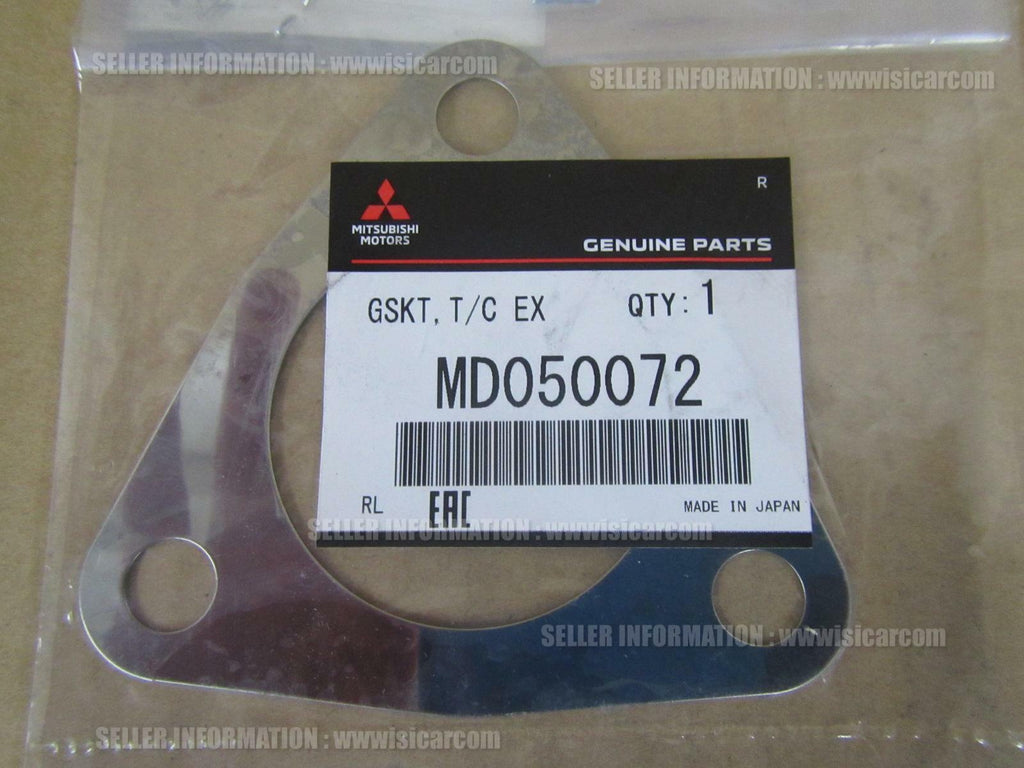 SELLER INFORMATION : wwwisicarcom
SELLER INFORMATION : wwwisicarcom
R
MITSUBISHI
MOTORS
GENUINE PARTS
GSKT, T/C EX QTY: 1
MD050072
RL EAC MADE IN JAPAN
SELLER INFORMATION : wwwisicarcom
SELLER INFORMATION : wwwisicarcom
SELLER INFORMATION : wwwisicarcom